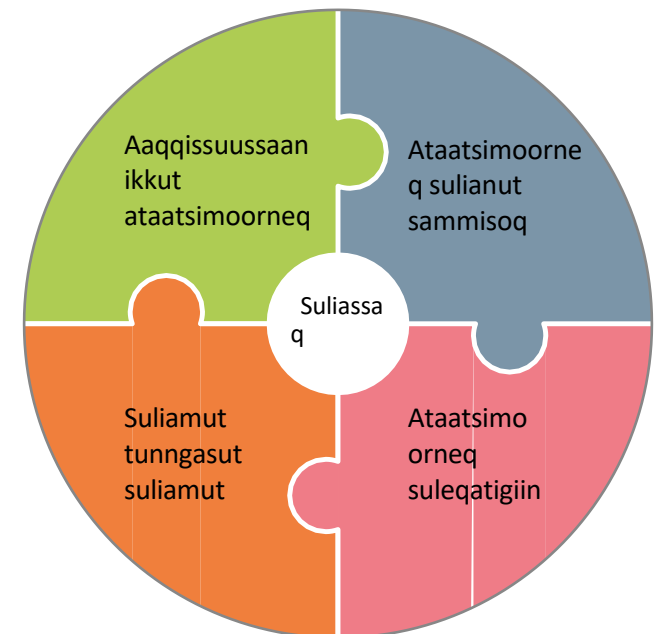 Aaqqissuussaan
ikkut
ataatsimoorneq
Ataatsimoorne
q sulianut
sammisoq
Suliassa
q
Suliamut
tunngasut
suliamut
Ataatsimo
orneq
suleqatigiin